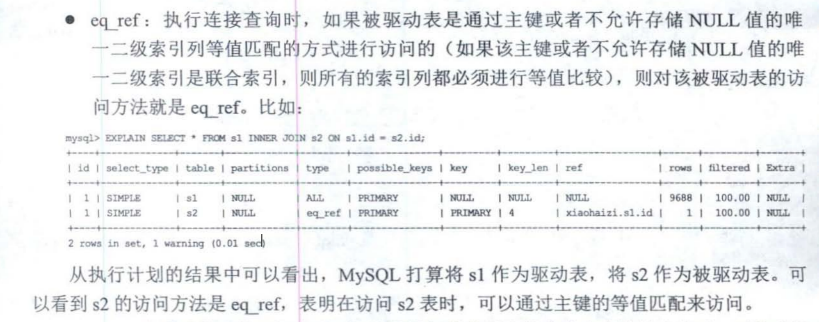 ● eq_ref：执行连接查询时，如果被驱动表是通过主键或者不允许存储 NULL 值的唯
一二级索引列等值匹配的方式进行访问的（如果该主键或者不允许存储 NULL 值的唯
一二级索引是联合索引，则所有的索引列都必须进行等值比较），则对该被驱动表的访
问方法就是 eq_ref。比如：
mysql> EXPLAIN SELECT * FROM s1 INNER JOIN s2 ON s1.id = s2.id;
| id | select_type | table | partitions | type | possible_keys | key | key_len | ref | rows | filtered | Extra |
| 1 | SIMPLE | s1 | NULL | ALL | PRIMARY | NULL | NULL | NULL | 9688 | 100.00 | NULL |
| 1 | SIMPLE | s2 | NULL | eq_ref | PRIMARY | PRIMARY | 4 | xiaohaizi.s1.id | 1 | 100.00 | NULL |
2 rows in set, 1 warning (0.01 sec)
从执行计划的结果中可以看出，MySQL 打算将 s1 作为驱动表，将 s2 作为被驱动表。可
以看到 s2 的访问方法是 eq_ref，表明在访问 s2 表时，可以通过主键的等值匹配来访问。